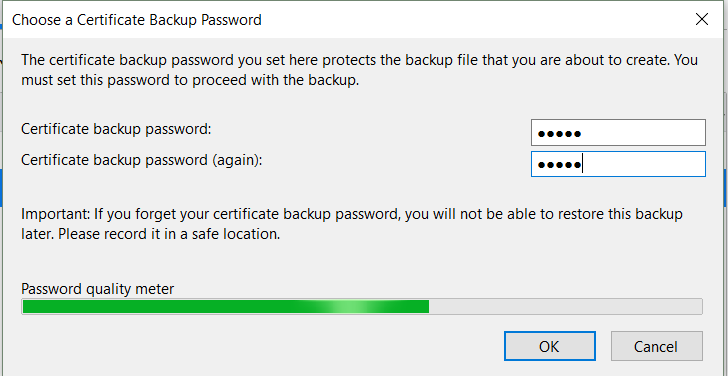 Choose a Certificate Backup Password
The certificate backup password you set here protects the backup file that you are about to create. You
must set this password to proceed with the backup.
Certificate backup password:
●●●●●
Certificate backup password (again):
●●●●●
Important: If you forget your certificate backup password, you will not be able to restore this backup
later. Please record it in a safe location.
Password quality meter
OK
Cancel